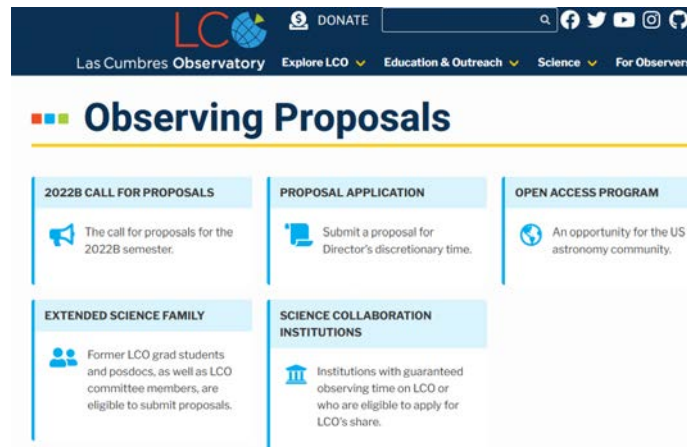 LCO
DONATE
Las Cumbres Observatory
Explore LCO
Education & Outreach
Science
For Observers
Observing Proposals
2022B CALL FOR PROPOSALS
The call for proposals for the
2022B semester.
PROPOSAL APPLICATION
Submit a proposal for
Director's discretionary time.
OPEN ACCESS PROGRAM
An opportunity for the US
astronomy community.
EXTENDED SCIENCE FAMILY
Former LCO grad students
and postdocs, as well as LCO
committee members, are
eligible to submit proposals.
SCIENCE COLLABORATION
INSTITUTIONS
Institutions with guaranteed
observing time on LCO or
who are eligible to apply for
LCO's share.